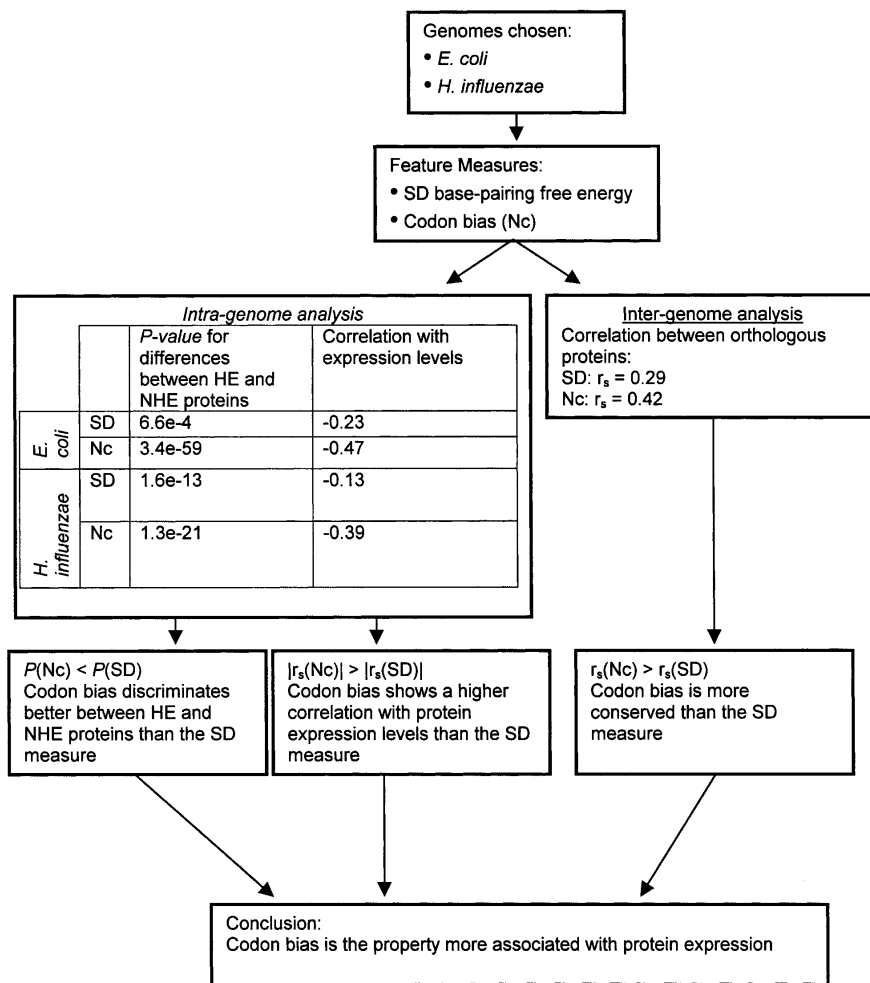 Genomes chosen:
• E. coli
• H. influenzae
Feature Measures:
• SD base-pairing free energy
• Codon bias (Nc)
Intra-genome analysis
P-value for
differences
between HE and
NHE proteins
Correlation with
expression levels
E.
coli
SD 6.6e-4 -0.23
Nc 3.4e-59 -0.47
H.
influenzae
SD 1.6e-13 -0.13
Nc 1.3e-21 -0.39
Inter-genome analysis
Correlation between orthologous
proteins:
SD: rs = 0.29
Nc: rs = 0.42
P(Nc) < P(SD)
Codon bias discriminates
better between HE and
NHE proteins than the SD
measure
|rs(Nc)| > |rs(SD)|
Codon bias shows a higher
correlation with protein
expression levels than the SD
measure
rs(Nc) > rs(SD)
Codon bias is more
conserved than the SD
measure
Conclusion:
Codon bias is the property more associated with protein expression